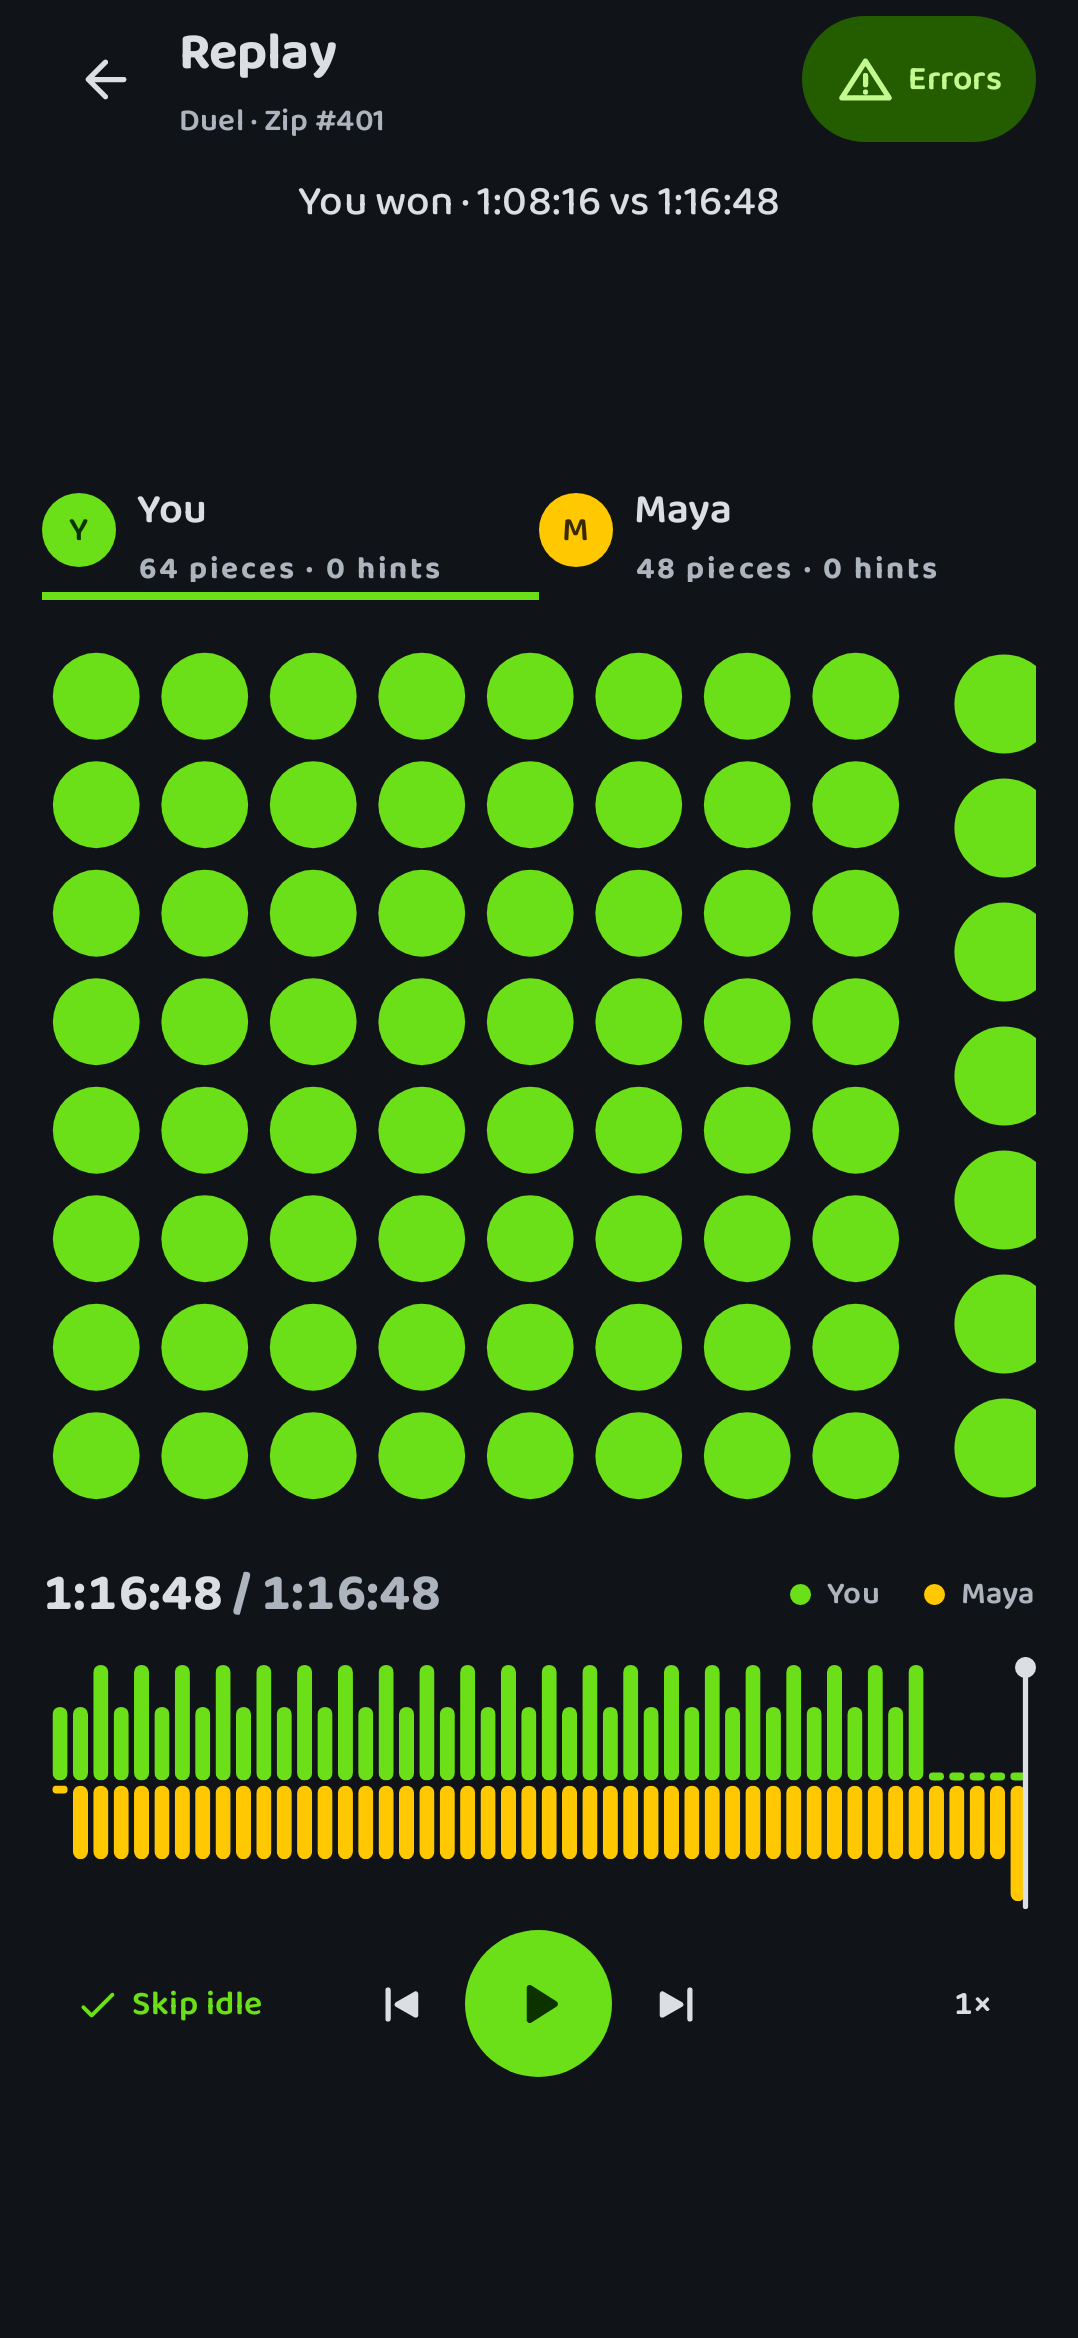 Replay
Duel · Zip #401
Errors
You won · 1:08:16 vs 1:16:48
Y
You
64 pieces · 0 hints
M
Maya
48 pieces · 0 hints
1:16:48 / 1:16:48
You
Maya
Skip idle
1×